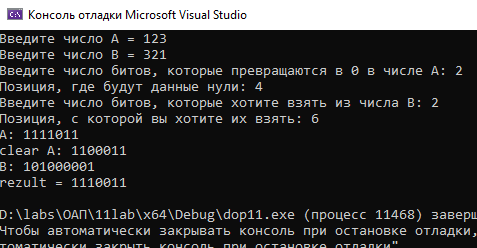 Консоль отладки Microsoft Visual Studio
Введите число A = 123
Введите число B = 321
Введите число битов, которые превращаются в 0 в числе A: 2
Позиция, где будут данные нули: 4
Введите число битов, которые хотите взять из числа B: 2
Позиция, с которой вы хотите их взять: 6
A: 1111011
clear A: 1100011
B: 101000001
rezult = 1110011
D:\labs\ОАП\11lab\x64\Debug\dop11.exe (процесс 11468) заверш
Чтобы автоматически закрывать консоль при остановке отладки,
томатически закрыть консоль при остановке отладки"